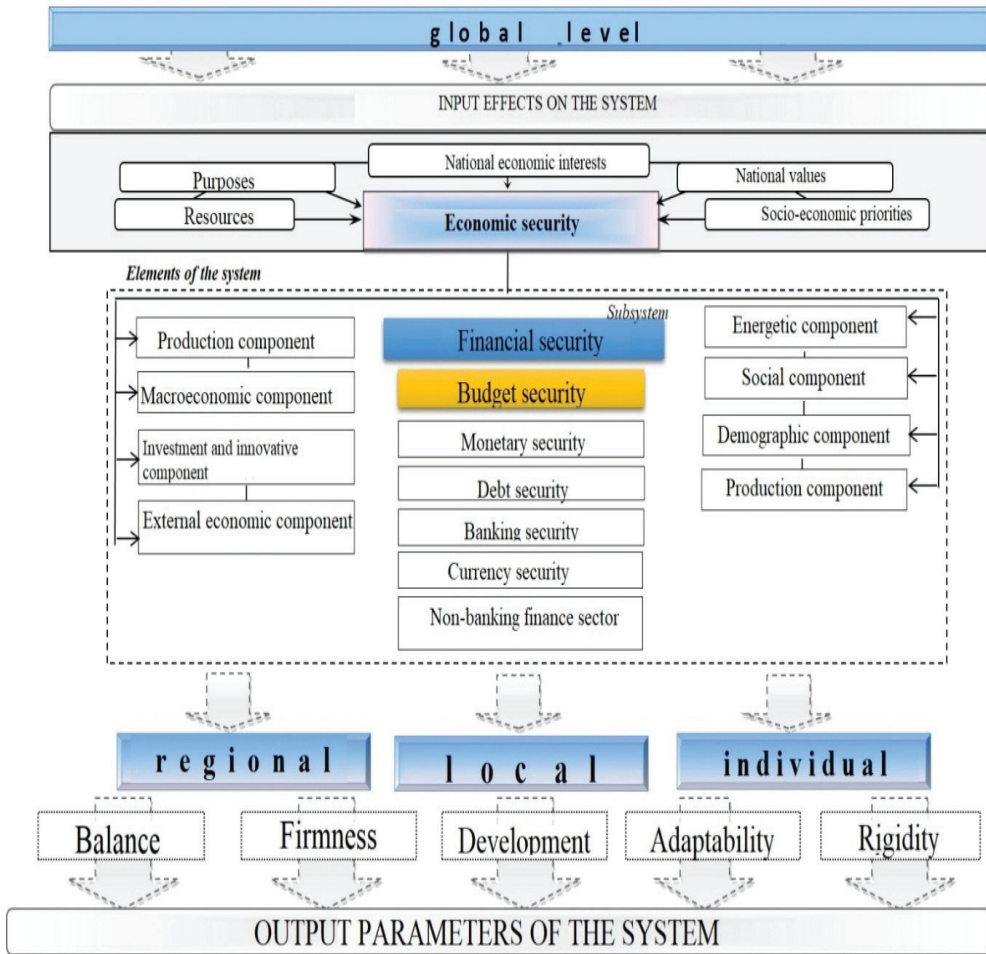 global level
INPUT EFFECTS ON THE SYSTEM
National economic interests
Purposes
National values
Resources
Economic security
Socio-economic priorities
Elements of the system
Subsystem
Production component
Macroeconomic component
Investment and innovative
component
External economic component
Financial security
Budget security
Monetary security
Debt security
Banking security
Currency security
Non-banking finance sector
Energetic component
Social component
Demographic component
Production component
regional
local
individual
Balance
Firmness
Development
Adaptability
Rigidity
OUTPUT PARAMETERS OF THE SYSTEM